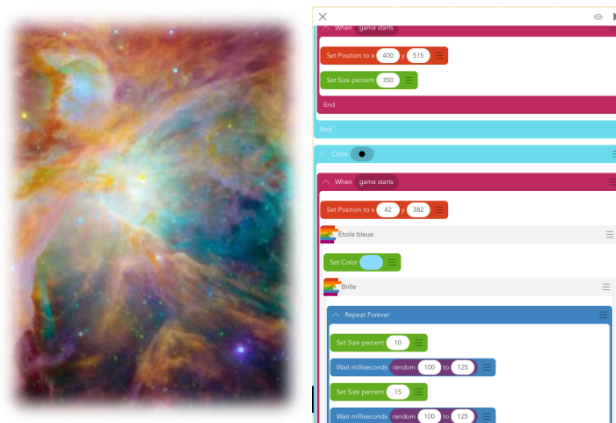 When game starts
Set Position to x 400 y 515
Set Size percent 350
End
End
Circle
When game starts
Set Position to x 42 y 382
Etoile bleue
Set Color
Brille
Repeat Forever
Set Size percent 10
Wait milliseconds random 100 to 125
Set Size percent 15
Wait milliseconds random 100 to 125